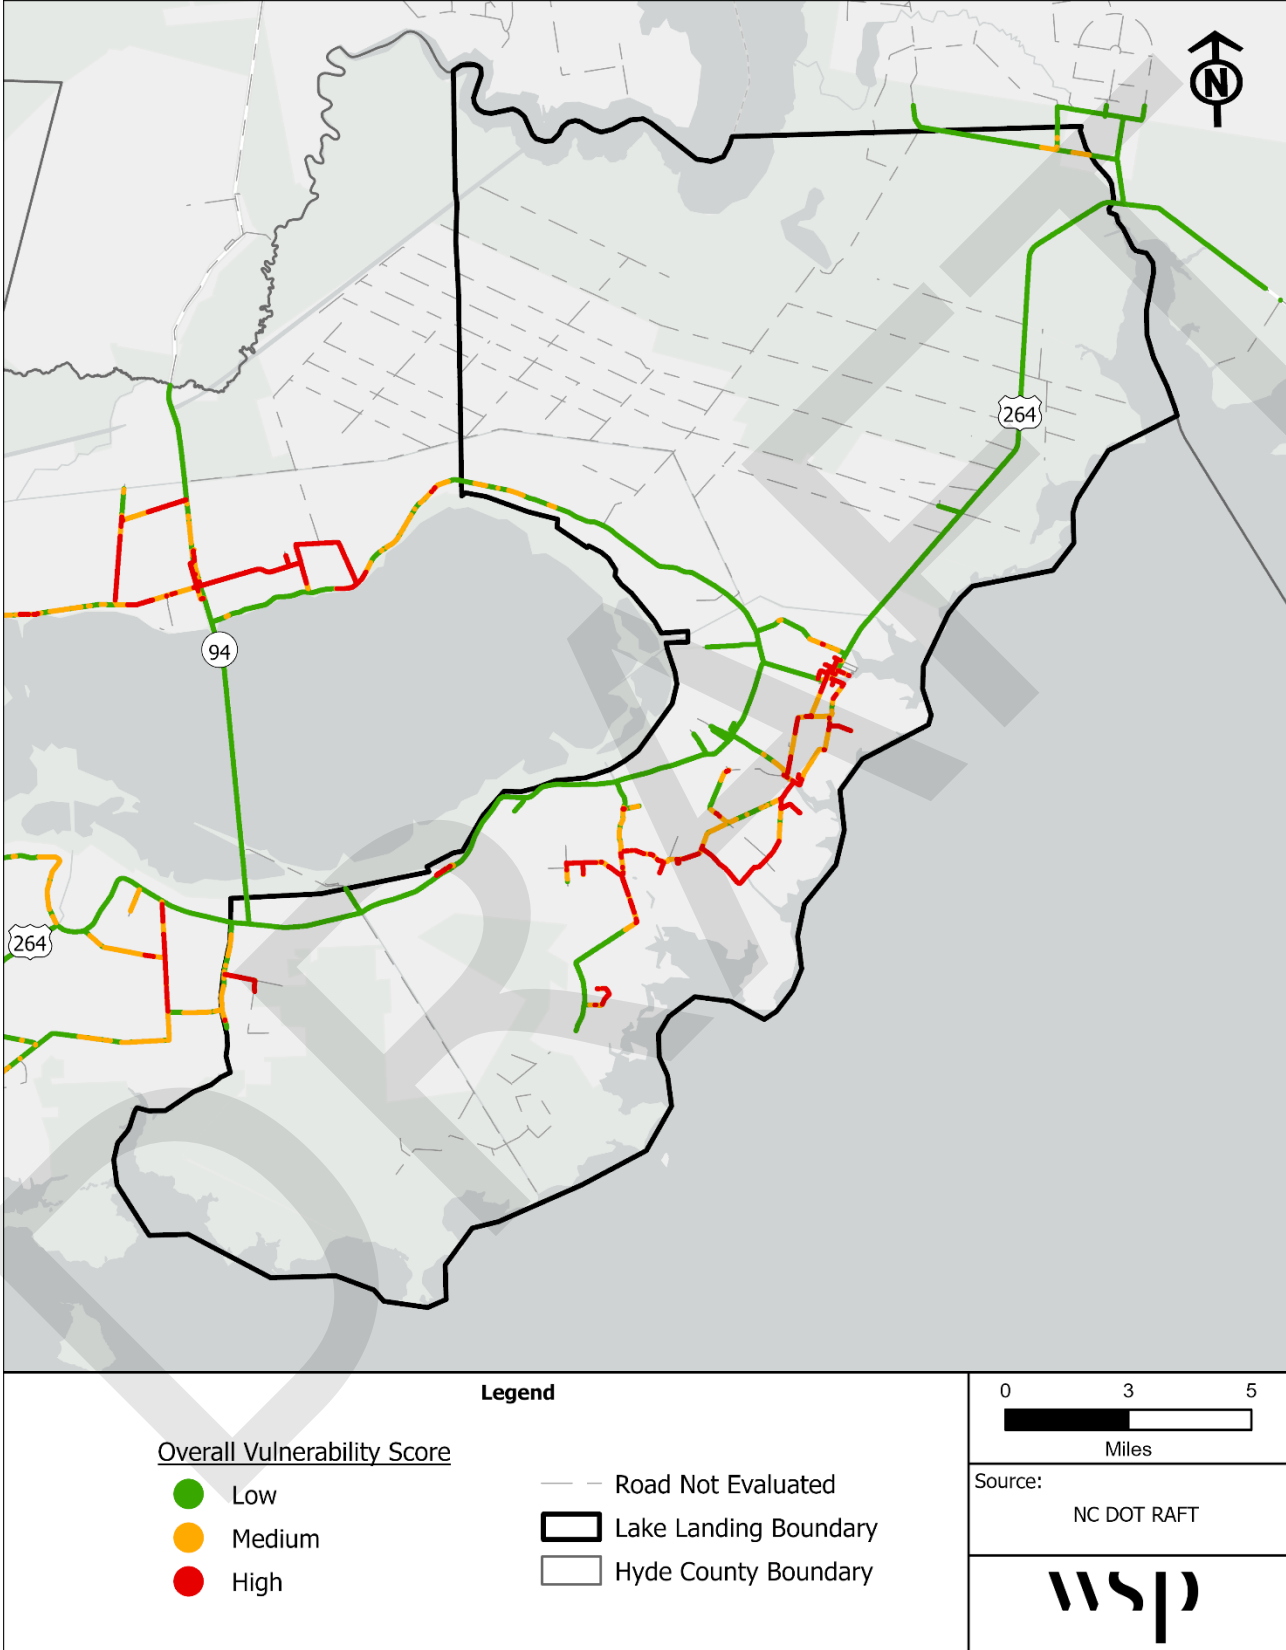 N
264
94
264
DRAFT
Legend
Overall Vulnerability Score
Low
Medium
High
Road Not Evaluated
Lake Landing Boundary
Hyde County Boundary
0 3 5
Miles
Source:
NC DOT RAFT
wsp